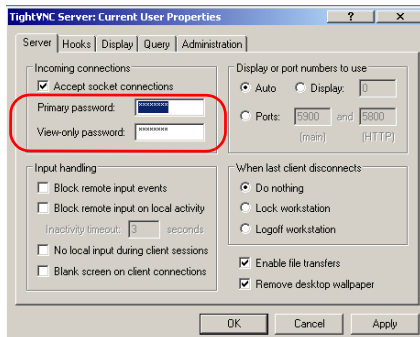 TightVNC Server: Current User Properties
Server Hooks Display Query Administration
Incoming connections
Accept socket connections
Primary password: ********
View-only password: ********
Input handling
Block remote input events
Block remote input on local activity
Inactivity timeout: 3 seconds
No local input during client sessions
Blank screen on client connections
Display or port numbers to use
Auto Display: 0
Ports: 5900 and 5800
(main) (HTTP)
When last client disconnects
Do nothing
Lock workstation
Logoff workstation
Enable file transfers
Remove desktop wallpaper
OK Cancel Apply